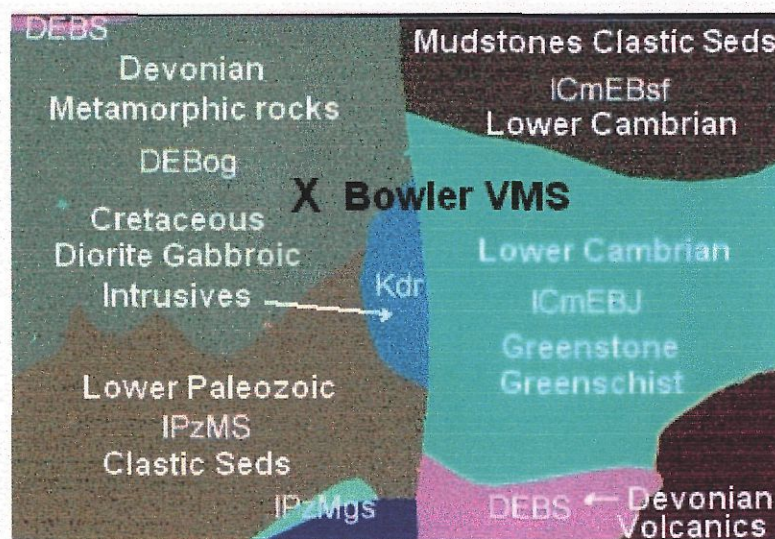 DEBS
Devonian
Metamorphic rocks
DEBog
Cretaceous
Diorite Gabbroic
Intrusives
Kdr
Lower Paleozoic
lPzMS
Clastic Seds
lPzMgs
Mudstones Clastic Seds
lCmEBsf
Lower Cambrian
X Bowler VMS
Lower Cambrian
lCmEBJ
Greenstone
Greenschist
DEBS ← Devonian
Volcanics